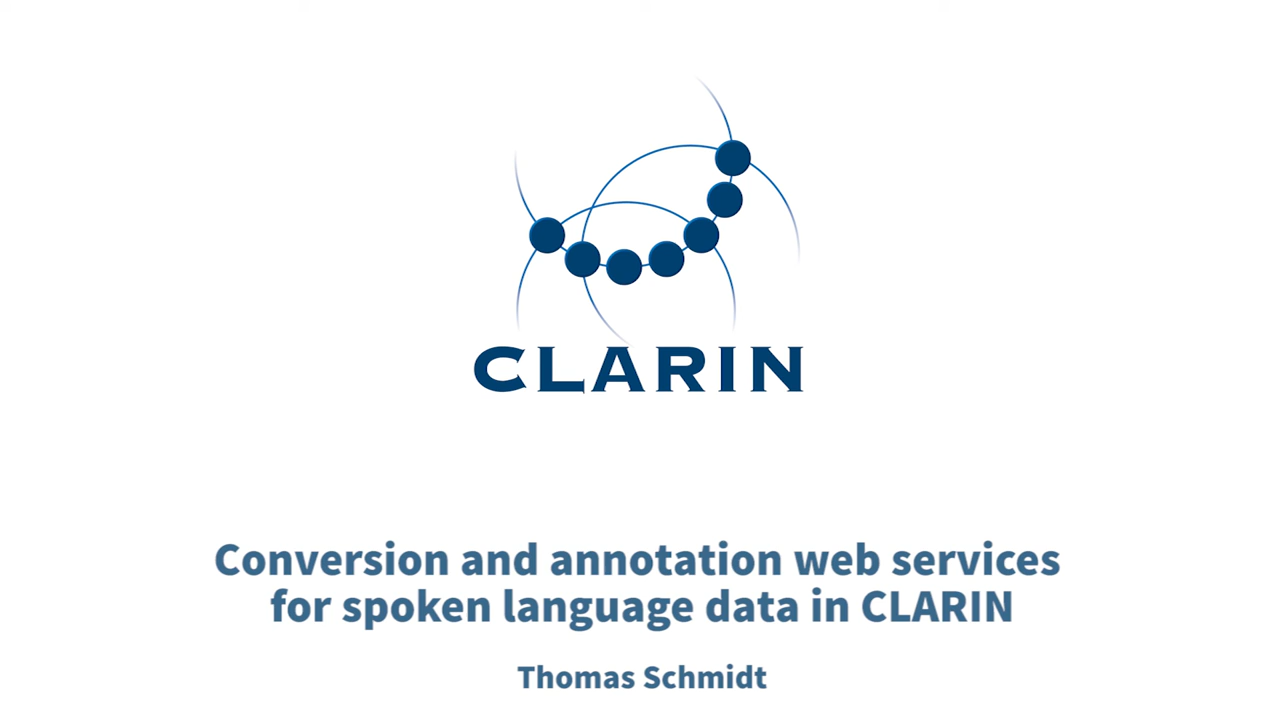 CLARIN
Conversion and annotation web services
for spoken language data in CLARIN
Thomas Schmidt